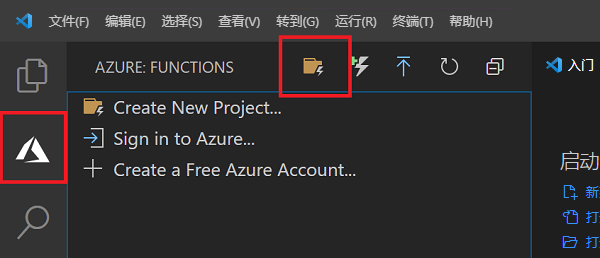 文件(F) 编辑(E) 选择(S) 查看(V) 转到(G) 运行(R) 终端(T) 帮助(H)
AZURE: FUNCTIONS
入门
Create New Project...
Sign in to Azure...
Create a Free Azure Account...
启动
新
打
打